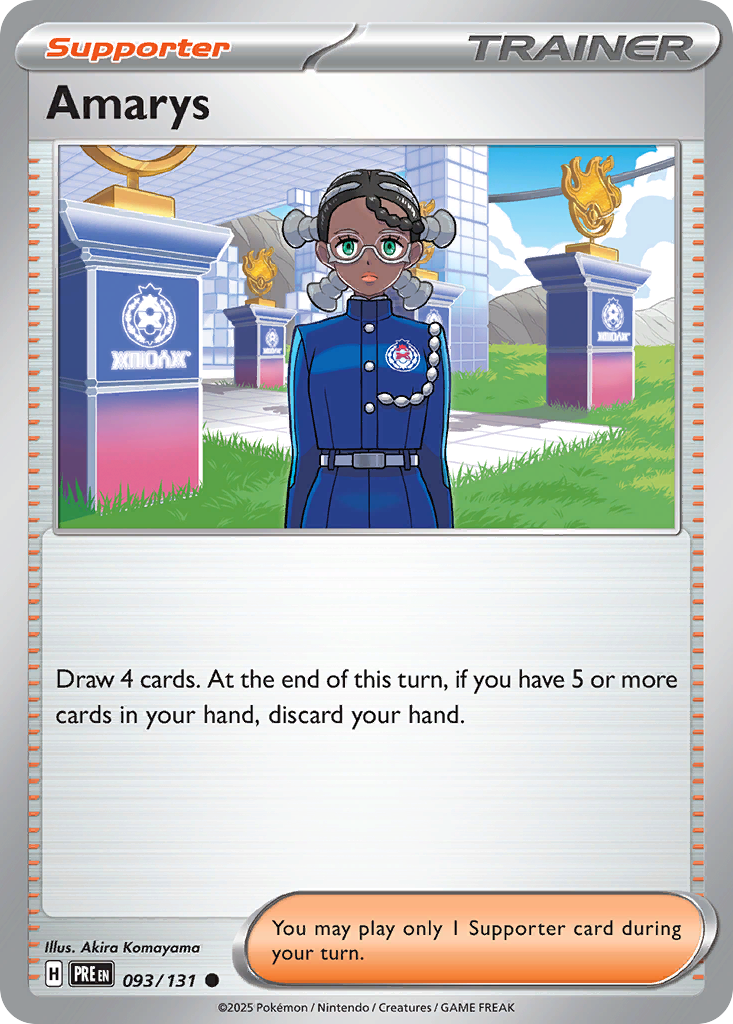 Supporter
TRAINER
Amarys
Draw 4 cards. At the end of this turn, if you have 5 or more
cards in your hand, discard your hand.
You may play only 1 Supporter card during
your turn.
Illus. Akira Komayama
H PRE EN 093/131
©2025 Pokémon / Nintendo / Creatures / GAME FREAK